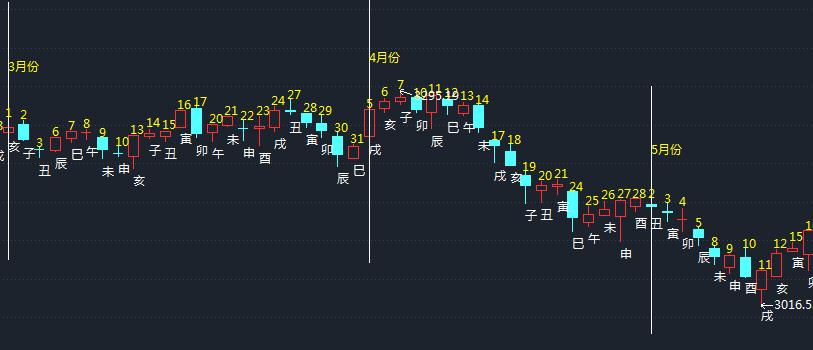 3月份
1
2
3
6
7
8
9
10
13
14
15
16
17
20
21
22
23
24
27
28
29
30
31
亥
子
丑
辰
巳
午
未
申
亥
子
丑
寅
卯
午
未
申
酉
戌
丑
寅
卯
辰
巳
4月份
5
6
7
3295.19
10
11
12
13
14
17
18
19
20
21
24
25
26
27
28
戌
子
卯
辰
巳
午
未
戌
亥
子
丑
寅
巳
午
未
申
酉
5月份
2
3
4
5
8
9
10
11
12
15
丑
寅
卯
辰
未
申
酉
戌
亥
寅
3016.5